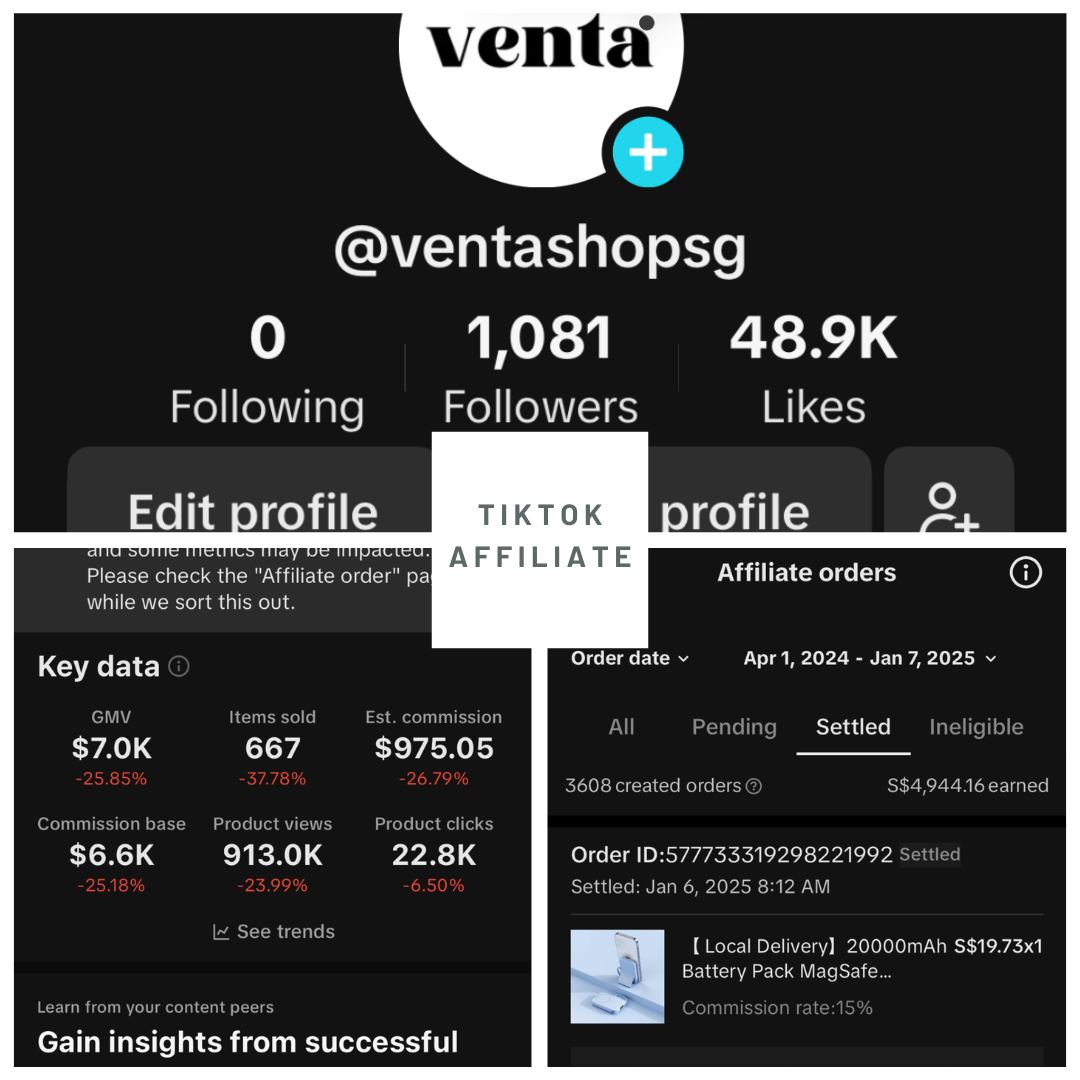 venta
@ventashopsg
0 1,081 48.9K
Following Followers Likes
Edit profile profile
TIKTOK
AFFILIATE
and some metrics may be impacted.
Please check the "Affiliate order"
while we sort this out.
Key data
GMV Items sold Est. commission
$7.0K 667 $975.05
-25.85% -37.78% -26.79%
Commission base Product views Product clicks
$6.6K 913.0K 22.8K
-25.18% -23.99% -6.50%
See trends
Learn from your content peers
Gain insights from successful
Affiliate orders
Order date Apr 1, 2024 - Jan 7, 2025
All Pending Settled Ineligible
3608 created orders S$4,944.16 earned
Order ID:577733319298221992 Settled
Settled: Jan 6, 2025 8:12 AM
【 Local Delivery】20000mAh S$19.73x1
Battery Pack MagSafe...
Commission rate:15%